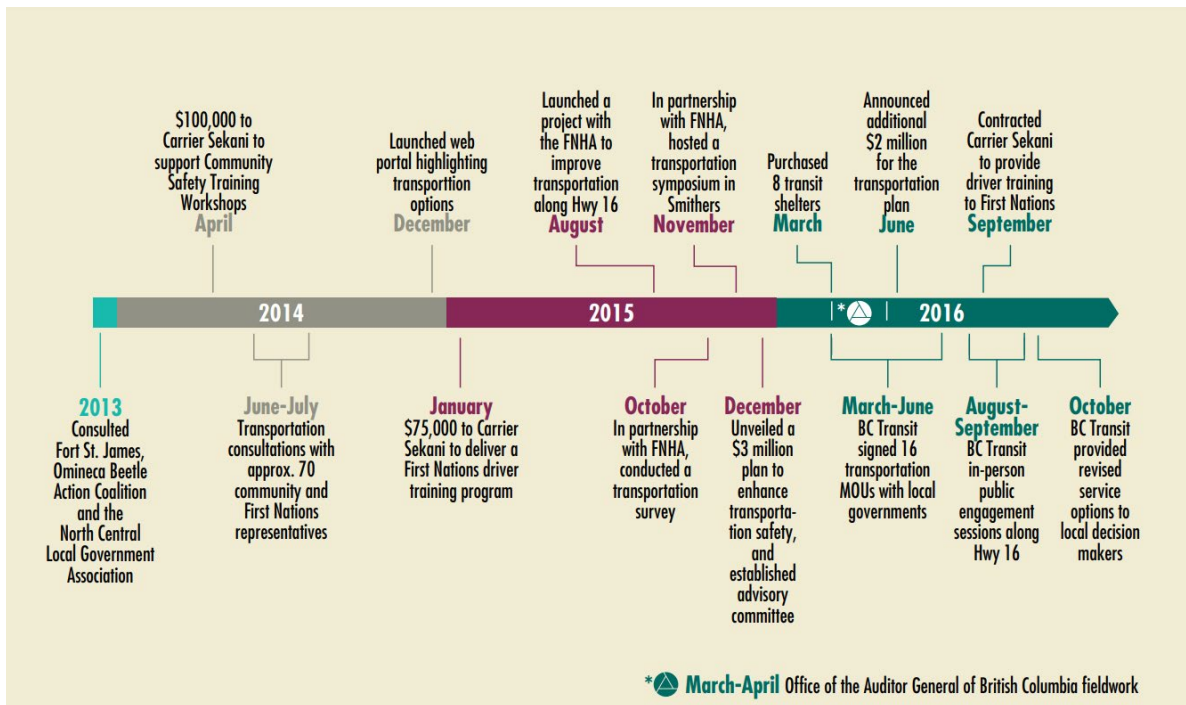 $100,000 to
Carrier Sekani to
support Community
Safety Training
Workshops
April
Launched web
portal highlighting
transporttion
options
December
Launched a
project with
the FNHA to
improve
transportation
along Hwy 16
August
In partnership
with FNHA,
hosted a
transportation
symposium in
Smithers
November
Purchased
8 transit
shelters
March
Announced
additional
$2 million
for the
transportation
plan
June
Contracted
Carrier Sekani
to provide
driver training
to First Nations
September
2014
2015
*
2016
2013
Consulted
Fort St. James,
Omineca Beetle
Action Coalition
and the
North Central
Local Government
Association
June-July
Transportation
consultations with
approx. 70
community and
First Nations
representatives
January
$75,000 to Carrier
Sekani to deliver a
First Nations driver
training program
October
In partnership
with FNHA,
conducted a
transportation
survey
December
Unveiled a
$3 million
plan to
enhance
transporta-
tion safety,
and
established
advisory
committee
March-June
BC Transit
signed 16
transportation
MOUs with local
governments
August-
September
BC Transit
in-person
public
engagement
sessions along
Hwy 16
October
BC Transit
provided
revised
service
options to
local decision
makers
* March-April Office of the Auditor General of British Columbia fieldwork